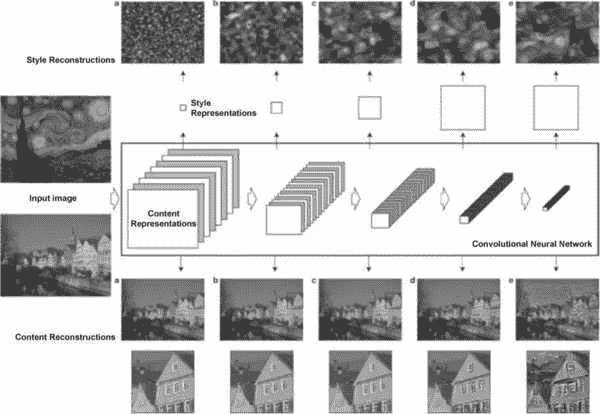 a b c d e
Style Reconstructions
Style
Representations
Input image
Content
Representations
Convolutional Neural Network
a b c d e
Content Reconstructions